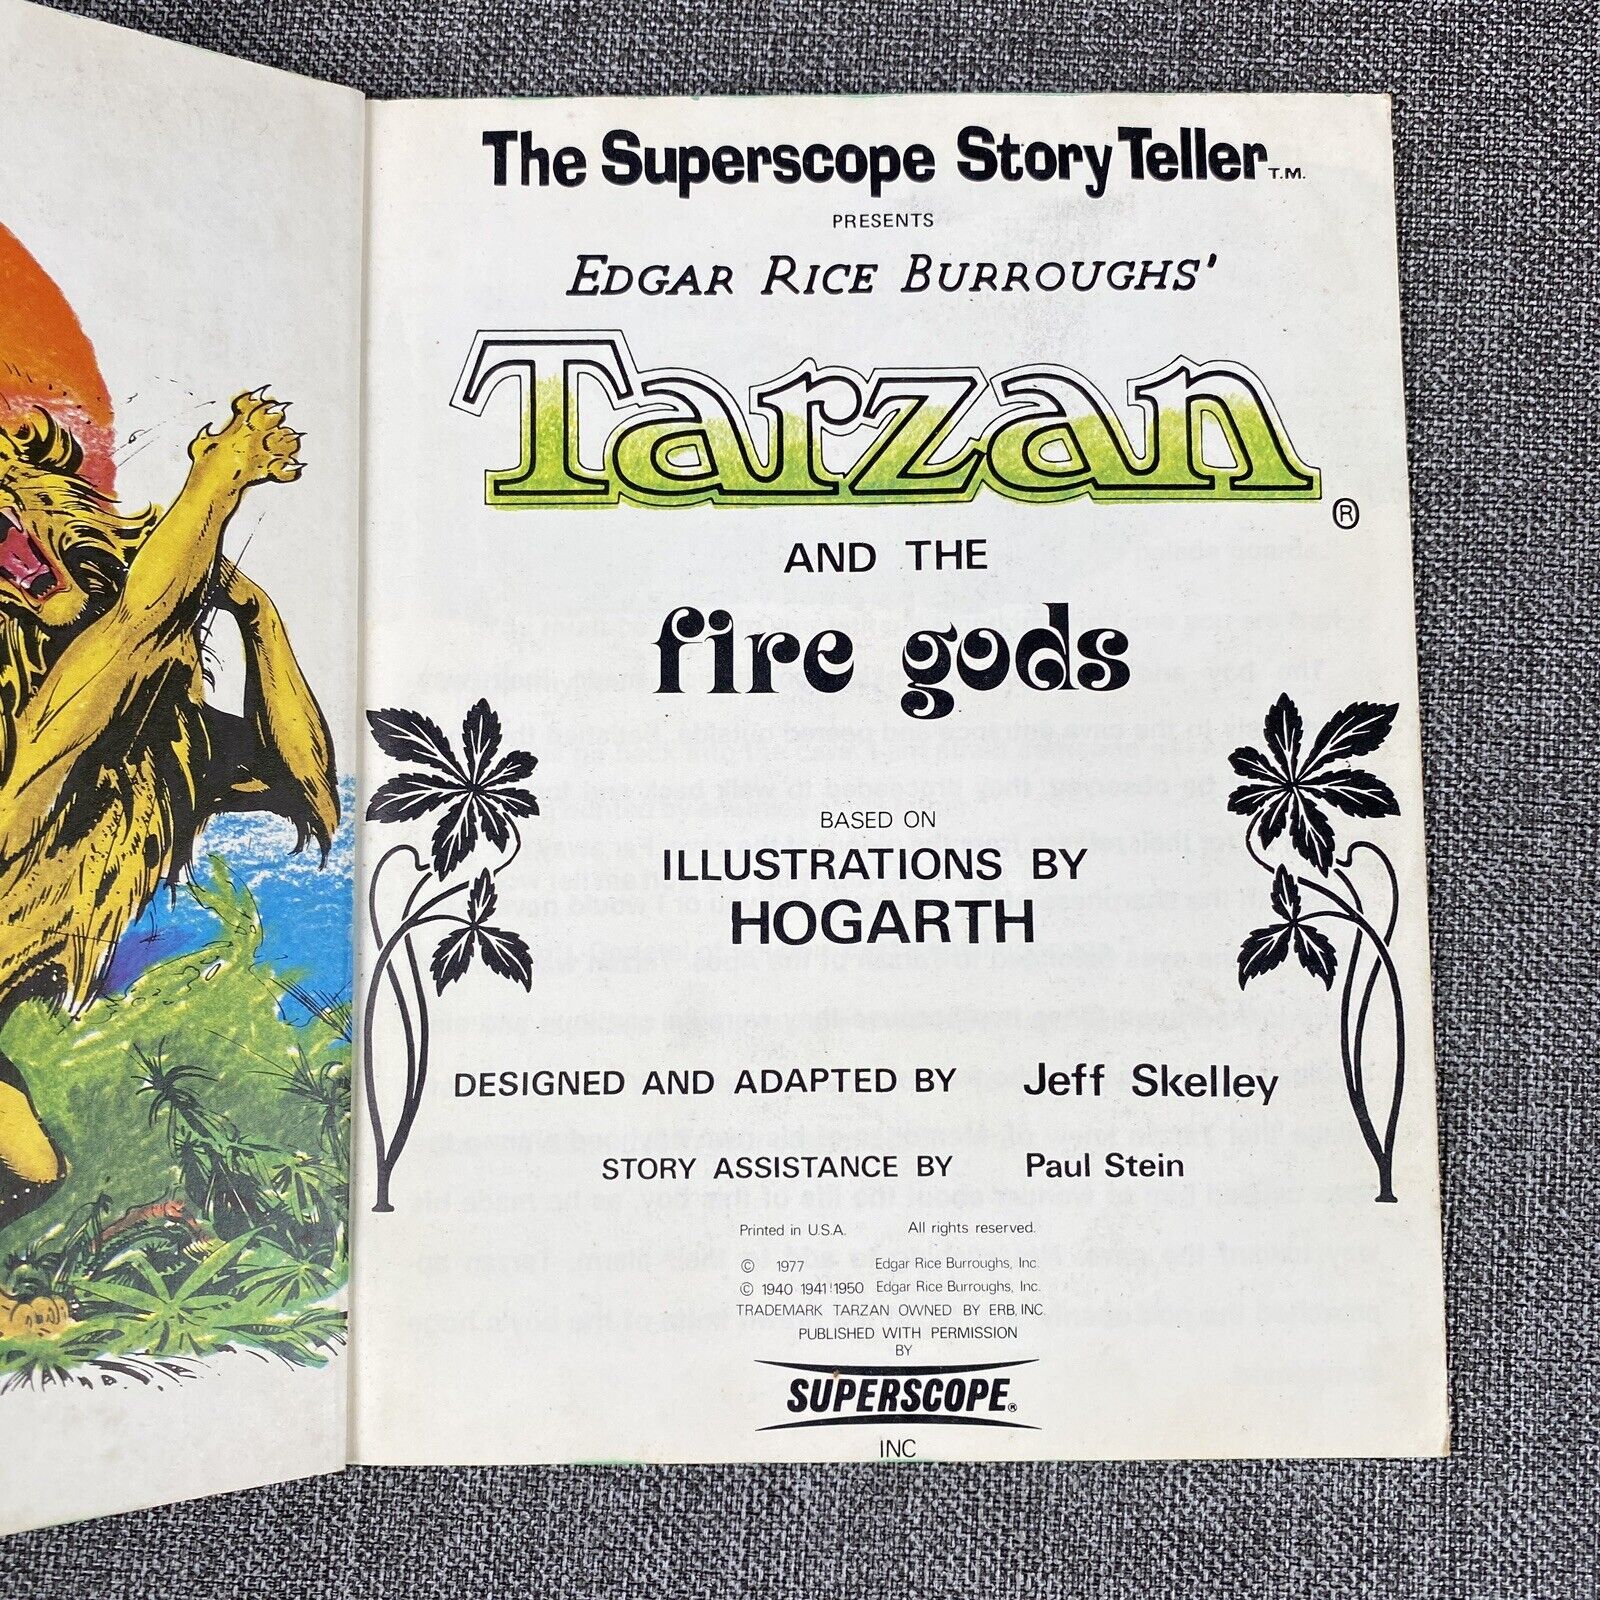 The Superscope Story Teller T.M.
PRESENTS
EDGAR RICE BURROUGHS'
Tarzan ®
AND THE
fire gods
BASED ON
ILLUSTRATIONS BY
HOGARTH
DESIGNED AND ADAPTED BY Jeff Skelley
STORY ASSISTANCE BY Paul Stein
Printed in U.S.A. All rights reserved.
© 1977 Edgar Rice Burroughs, Inc.
© 1940 1941 1950 Edgar Rice Burroughs, Inc.
TRADEMARK TARZAN OWNED BY ERB, INC.
PUBLISHED WITH PERMISSION
BY
SUPERSCOPE®
INC